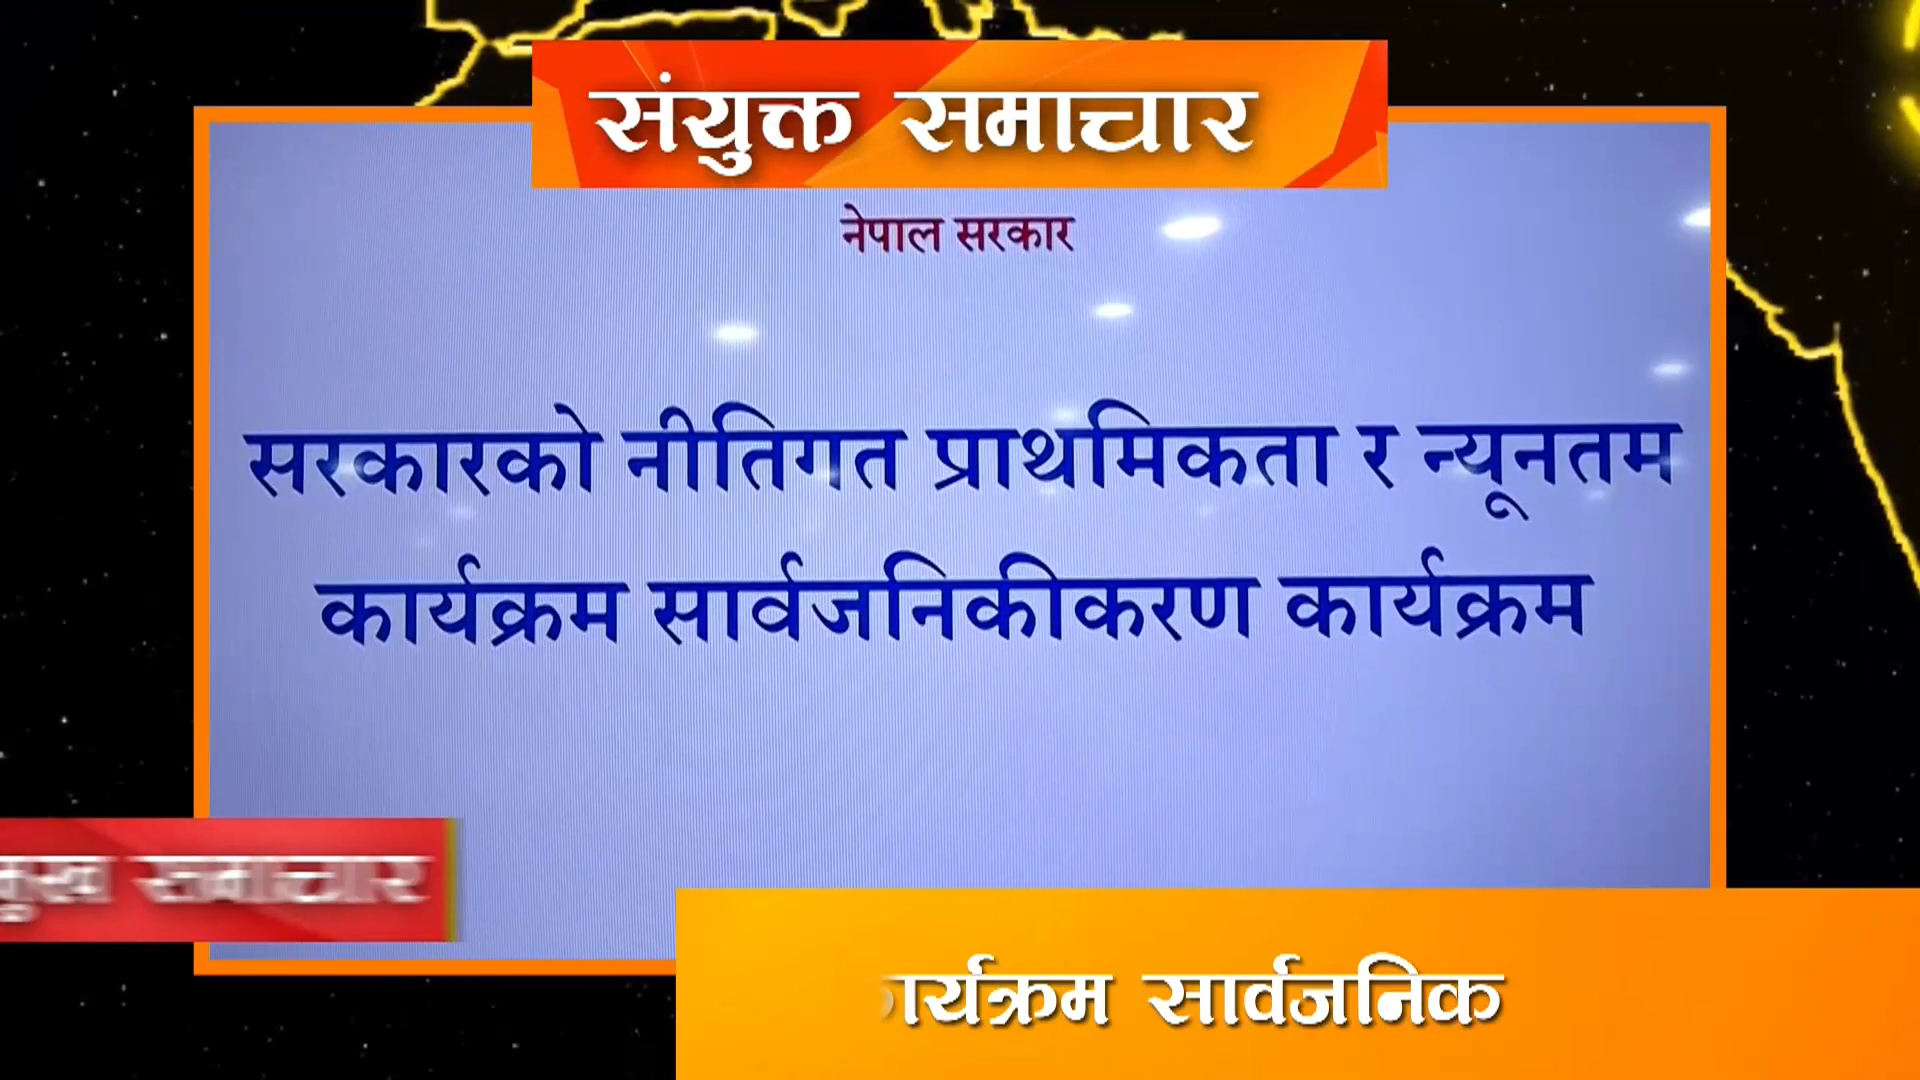 संयुक्त समाचार
नेपाल सरकार
सरकारको नीतिगत प्राथमिकता र न्यूनतम
कार्यक्रम सार्वजनिकीकरण कार्यक्रम
समाचार
सार्वजनिक